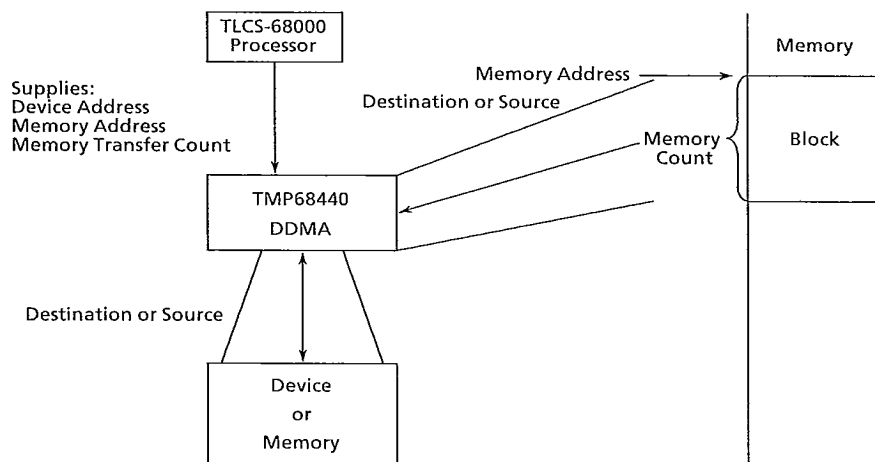 TLCS-68000
Processor
Supplies:
Device Address
Memory Address
Memory Transfer Count
Memory Address
Destination or Source
Memory
Memory
Count
Block
TMP68440
DDMA
Destination or Source
Device
or
Memory